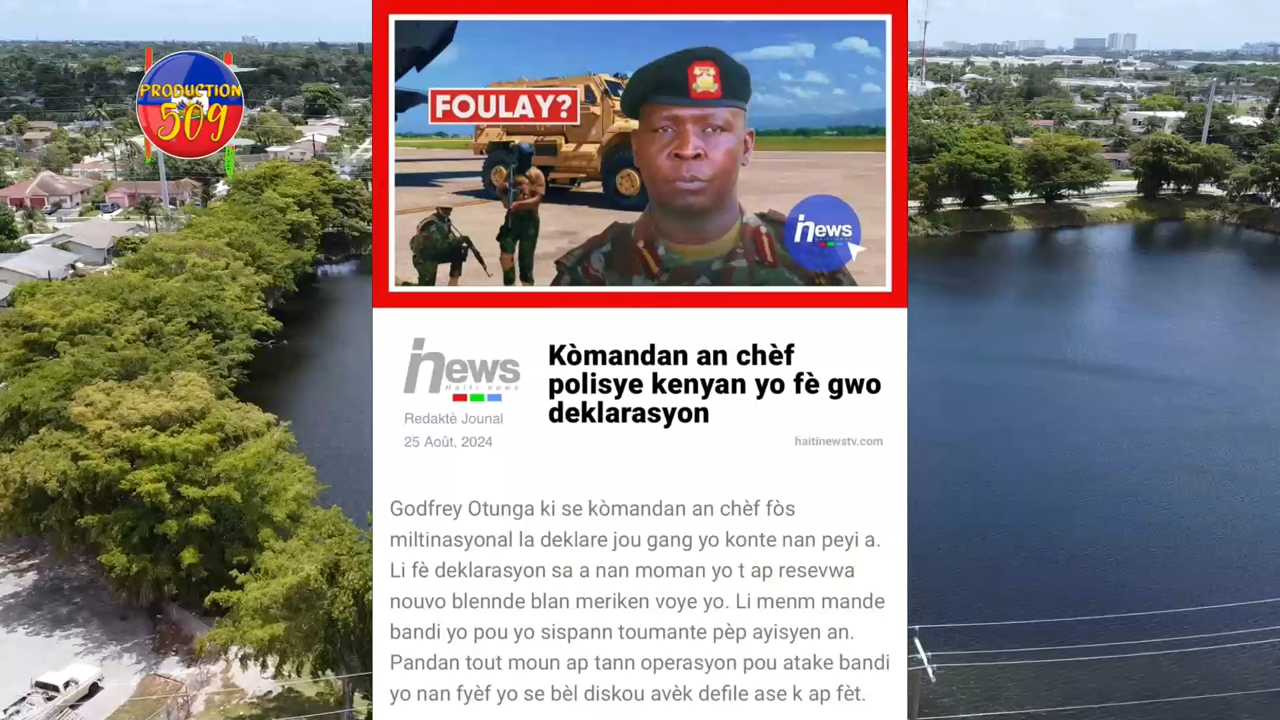 PRODUCTION
509
FOULAY?
news
news
Haiti news
Kòmandan an chèf
polisye kenyan yo fè gwo
deklarasyon
Redaktè Jounal
25 Août, 2024
haitinewstv.com
Godfrey Otunga ki se kòmandan an chèf fòs
miltinasyonal la deklare jou gang yo konte nan peyi a.
Li fè deklarasyon sa a nan moman yo t ap resevwa
nouvo blennde blan meriken voye yo. Li menm mande
bandi yo pou yo sispann toumante pèp ayisyen an.
Pandan tout moun ap tann operasyon pou atake bandi
yo nan fyèf yo se bèl diskou avèk defile ase k ap fèt.